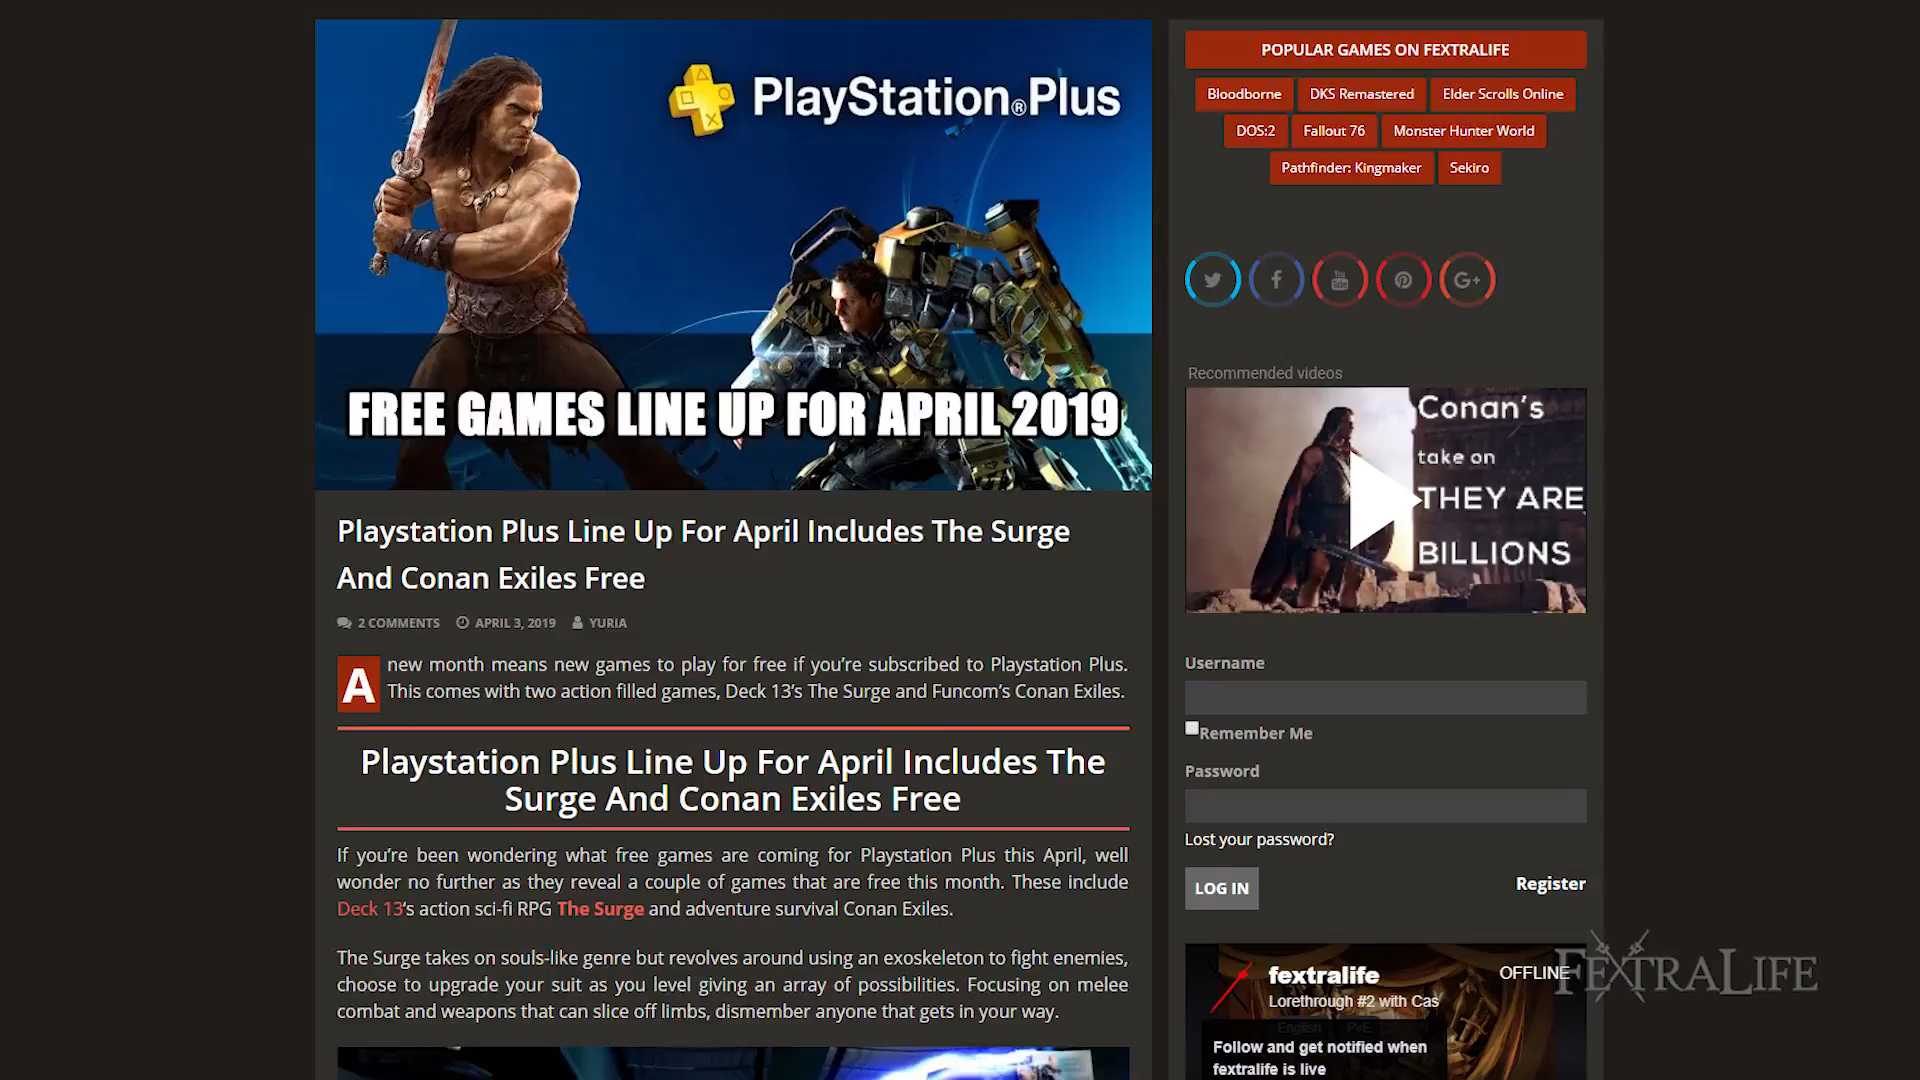 PlayStation®Plus
FREE GAMES LINE UP FOR APRIL 2019
Playstation Plus Line Up For April Includes The Surge
And Conan Exiles Free
2 COMMENTS APRIL 3, 2019 YURIA
A new month means new games to play for free if you’re subscribed to Playstation Plus.
This comes with two action filled games, Deck 13’s The Surge and Funcom’s Conan Exiles.
Playstation Plus Line Up For April Includes The
Surge And Conan Exiles Free
If you’re been wondering what free games are coming for Playstation Plus this April, well
wonder no further as they reveal a couple of games that are free this month. These include
Deck 13‘s action sci-fi RPG The Surge and adventure survival Conan Exiles.
The Surge takes on souls-like genre but revolves around using an exoskeleton to fight enemies,
choose to upgrade your suit as you level giving an array of possibilities. Focusing on melee
combat and weapons that can slice off limbs, dismember anyone that gets in your way.
POPULAR GAMES ON FEXTRALIFE
Bloodborne DKS Remastered Elder Scrolls Online
DOS:2 Fallout 76 Monster Hunter World
Pathfinder: Kingmaker Sekiro
You Tube G+
Recommended videos
Conan's
take on
THEY ARE
BILLIONS
Username
Remember Me
Password
Lost your password?
LOG IN Register
fextralife OFFLINE
Lorethrough #2 with Cas
English PvE
Follow and get notified when
fextralife is live
FEXTRALIFE